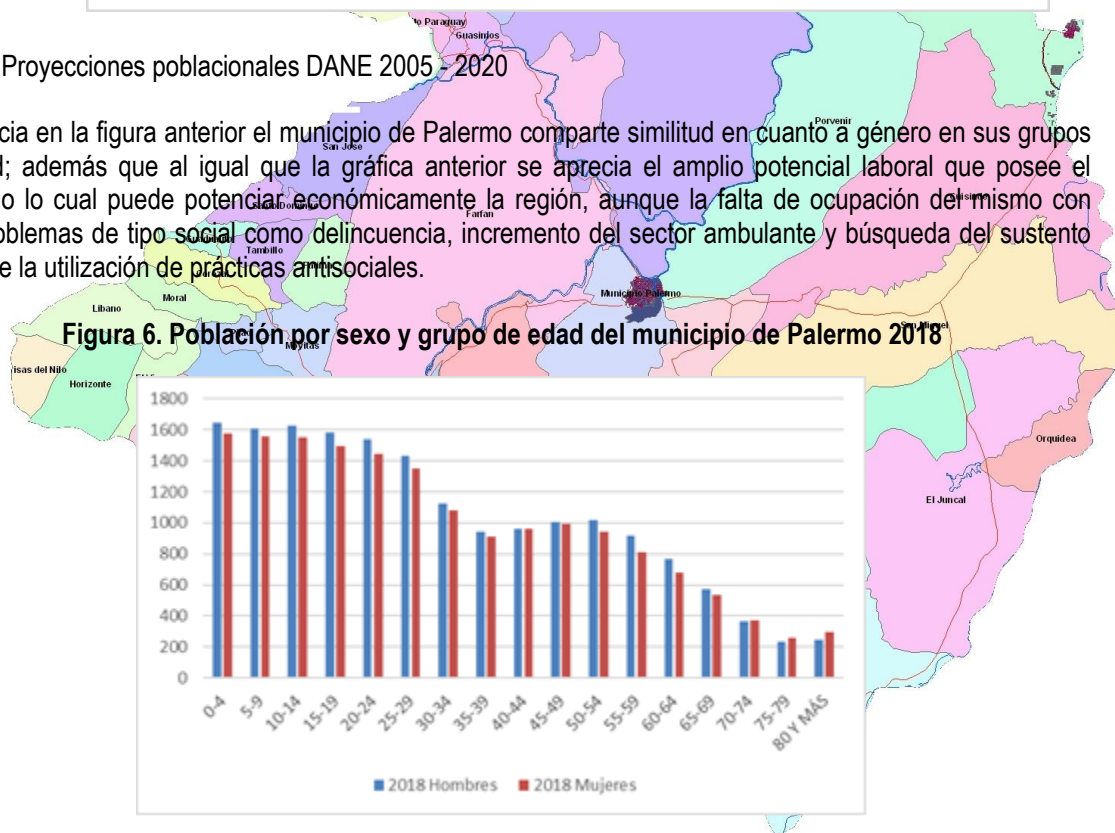 to Paraguay
Guasimos
Proyecciones poblacionales DANE 2005 - 2020
Porvenir
cia en la figura anterior el municipio de Palermo comparte similitud en cuanto a género en sus grupos
San Jose
d; además que al igual que la gráfica anterior se aprecia el amplio potencial laboral que posee el
o lo cual puede potenciar económicamente la región, aunque la falta de ocupación del mismo con
Farfan
oblemas de tipo social como delincuencia, incremento del sector ambulante y búsqueda del sustento
Tambillo
e la utilización de prácticas antisociales.
Municipio Palermo
Moral
Libano
Figura 6. Población por sexo y grupo de edad del municipio de Palermo 2018
isas del Nilo
Horizonte
Orquidea
El Juncal
1800
1600
1400
1200
1000
800
600
400
200
0
0-4 5-9 10-14 15-19 20-24 25-29 30-34 35-39 40-44 45-49 50-54 55-59 60-64 65-69 70-74 75-79 80 Y MÁS
2018 Hombres 2018 Mujeres